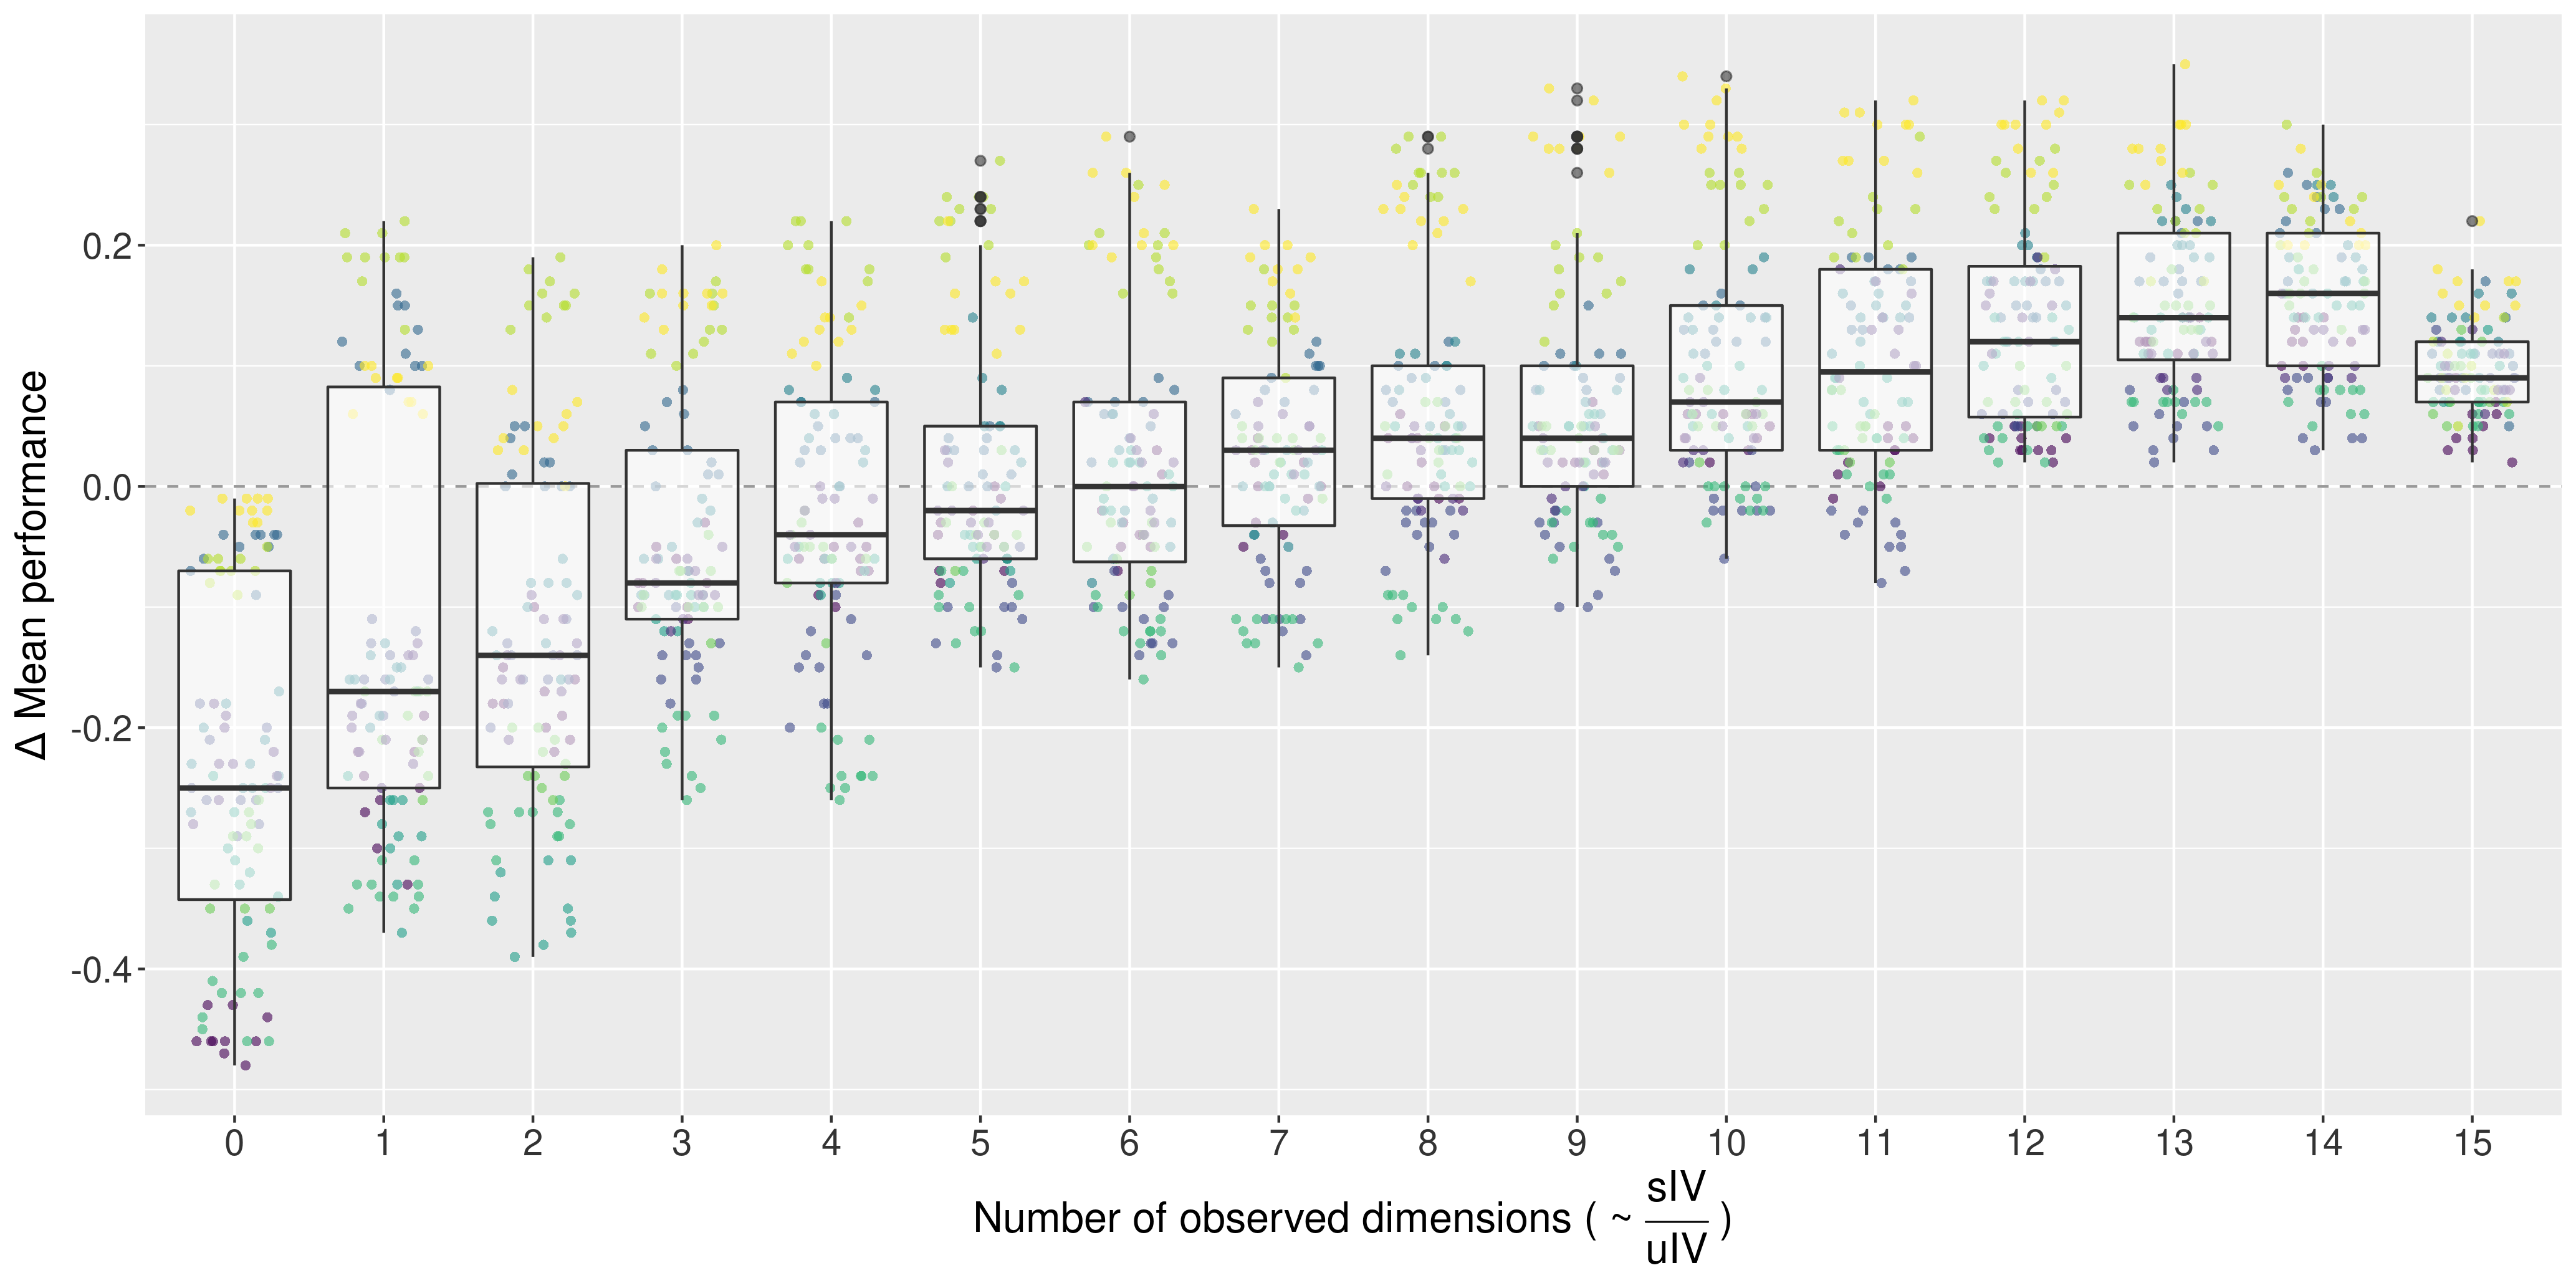 Δ Mean performance
0.2
0.0
-0.2
-0.4
0 1 2 3 4 5 6 7 8 9 10 11 12 13 14 15
Number of observed dimensions ( ~ sIV / uIV )